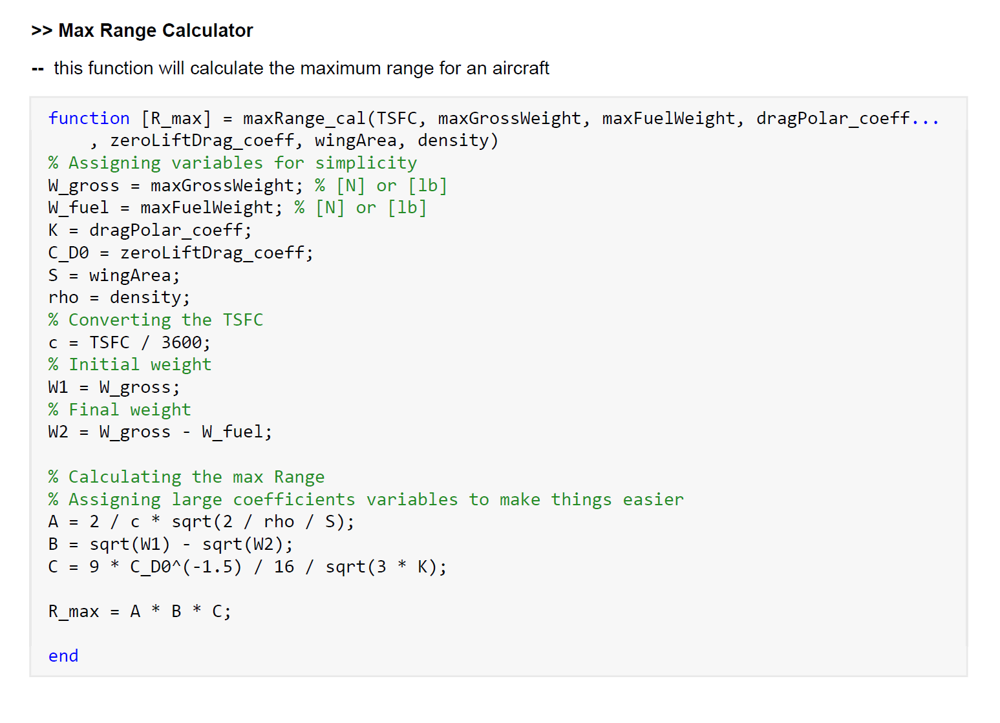 >> Max Range Calculator
-- this function will calculate the maximum range for an aircraft
function [R_max] = maxRange_cal(TSFC, maxGrossWeight, maxFuelWeight, dragPolar_coeff...
    , zeroLiftDrag_coeff, wingArea, density)
% Assigning variables for simplicity
W_gross = maxGrossWeight; % [N] or [lb]
W_fuel = maxFuelWeight; % [N] or [lb]
K = dragPolar_coeff;
C_D0 = zeroLiftDrag_coeff;
S = wingArea;
rho = density;
% Converting the TSFC
c = TSFC / 3600;
% Initial weight
W1 = W_gross;
% Final weight
W2 = W_gross - W_fuel;
% Calculating the max Range
% Assigning large coefficients variables to make things easier
A = 2 / c * sqrt(2 / rho / S);
B = sqrt(W1) - sqrt(W2);
C = 9 * C_D0^(-1.5) / 16 / sqrt(3 * K);
R_max = A * B * C;
end